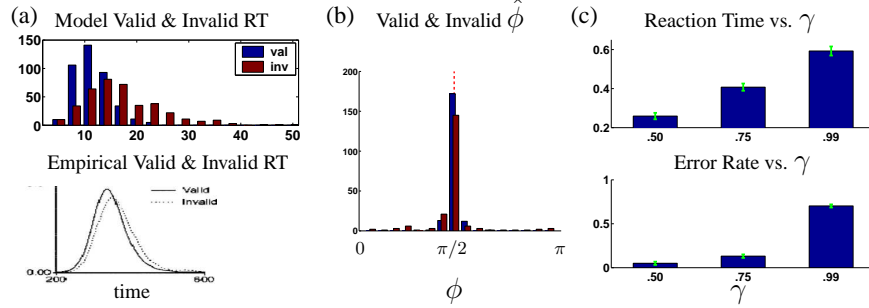 (a)
Model Valid & Invalid RT
150
100
50
0
val
inv
10
20
30
40
50
Empirical Valid & Invalid RT
Valid
Invalid
0.00
200
time
(b)
Valid & Invalid ϕ̂
200
150
100
50
0
0
π/2
π
ϕ
(c)
Reaction Time vs. γ
0.6
0.4
0.2
.50
.75
.99
Error Rate vs. γ
1
0.5
0
.50
.75
.99
γ